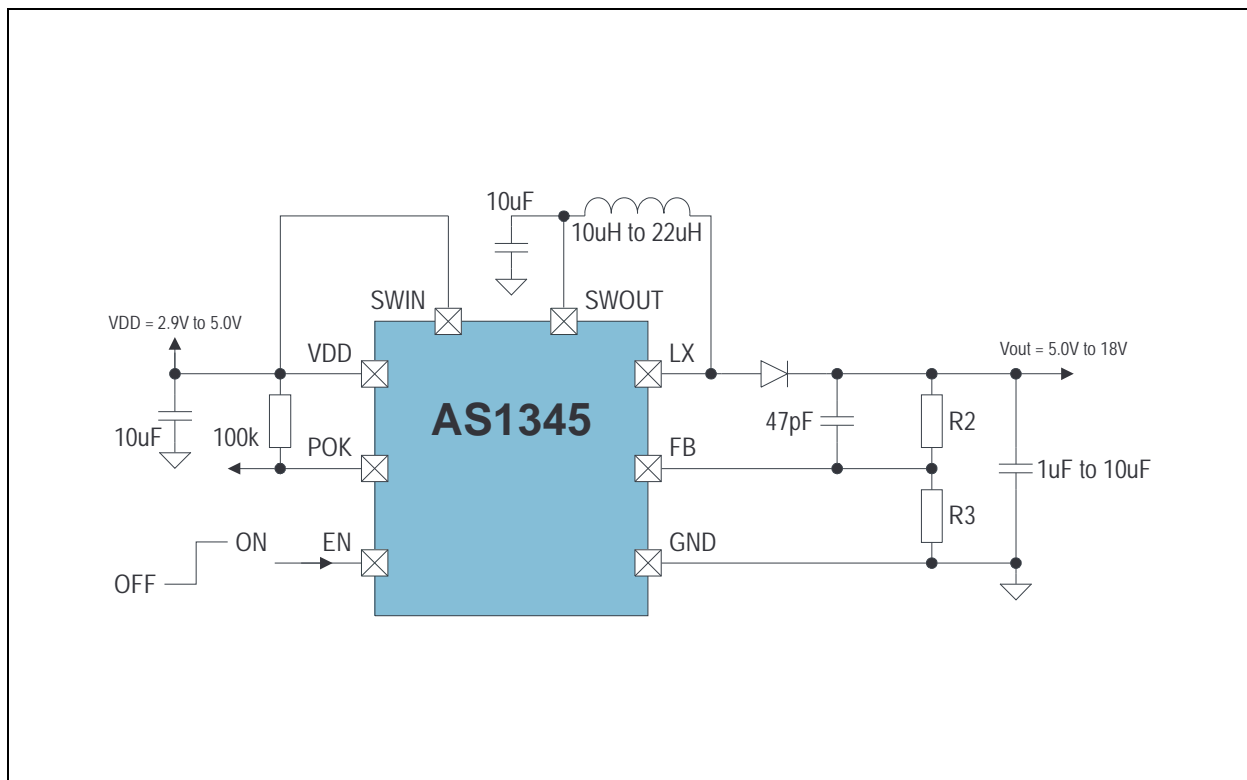 10uF
10uH to 22uH
SWIN
SWOUT
VDD = 2.9V to 5.0V
VDD
LX
Vout = 5.0V to 18V
AS1345
10uF
100k
POK
47pF
FB
R2
1uF to 10uF
R3
ON
EN
GND
OFF